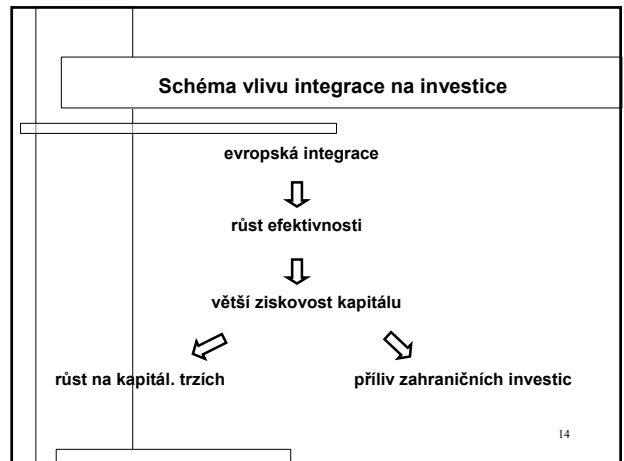 Schéma vlivu integrace na investice
evropská integrace
růst efektivnosti
větší ziskovost kapitálu
růst na kapitál. trzích
příliv zahraničních investic
14